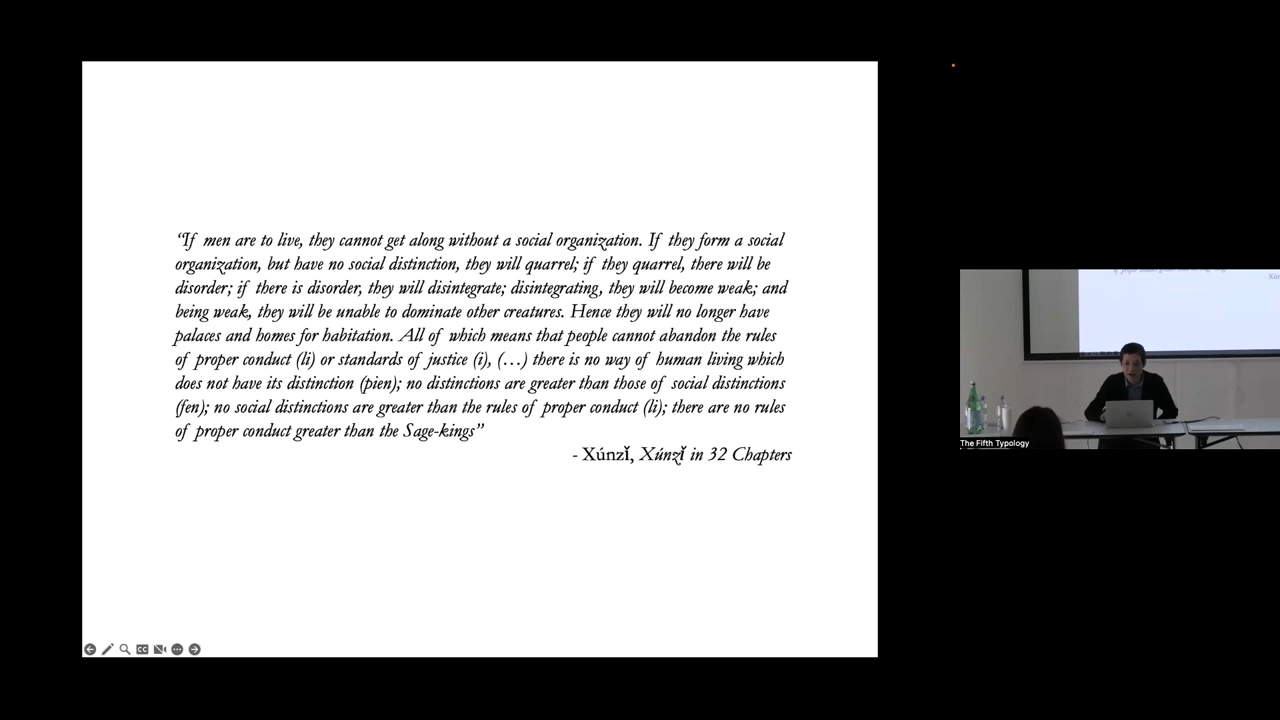 “If men are to live, they cannot get along without a social organization. If they form a social
organization, but have no social distinction, they will quarrel; if they quarrel, there will be
disorder; if there is disorder, they will disintegrate; disintegrating, they will become weak; and
being weak, they will be unable to dominate other creatures. Hence they will no longer have
palaces and homes for habitation. All of which means that people cannot abandon the rules
of proper conduct (li) or standards of justice (i), (…) there is no way of human living which
does not have its distinction (pien); no distinctions are greater than those of social distinctions
(fen); no social distinctions are greater than the rules of proper conduct (li); there are no rules
of proper conduct greater than the Sage-kings”
- Xúnzǐ, Xúnzǐ in 32 Chapters
CC
The Fifth Typology